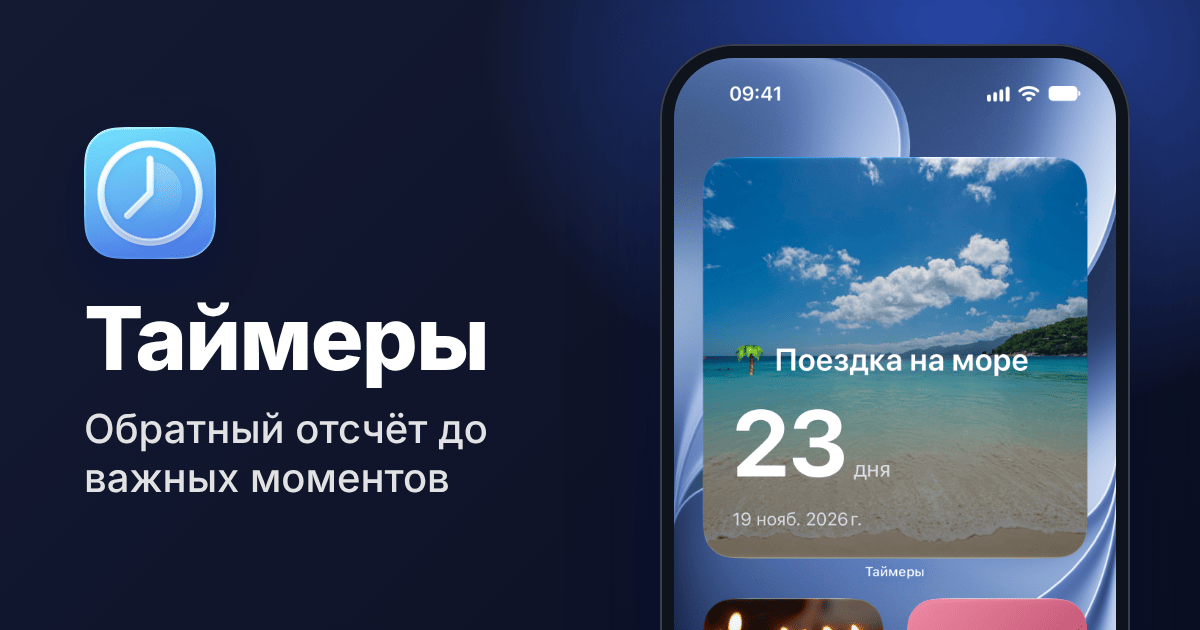 Таймеры
Обратный отсчёт до
важных моментов
09:41
🌴 Поездка на море
23 дня
19 нояб. 2026 г.
Таймеры